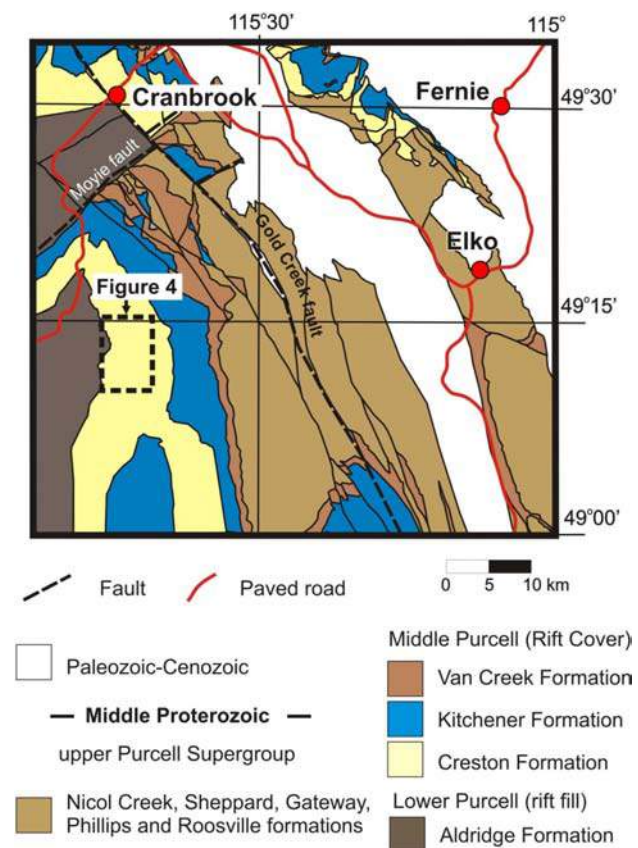 115°30'
115°
Cranbrook
Fernie
49°30'
Moyie fault
Gold Creek fault
Elko
Figure 4
49°15'
49°00'
Fault
Paved road
0 5 10 km
Paleozoic-Cenozoic
Middle Proterozoic
upper Purcell Supergroup
Nicol Creek, Sheppard, Gateway,
Phillips and Roosville formations
Middle Purcell (Rift Cover)
Van Creek Formation
Kitchener Formation
Creston Formation
Lower Purcell (rift fill)
Aldridge Formation